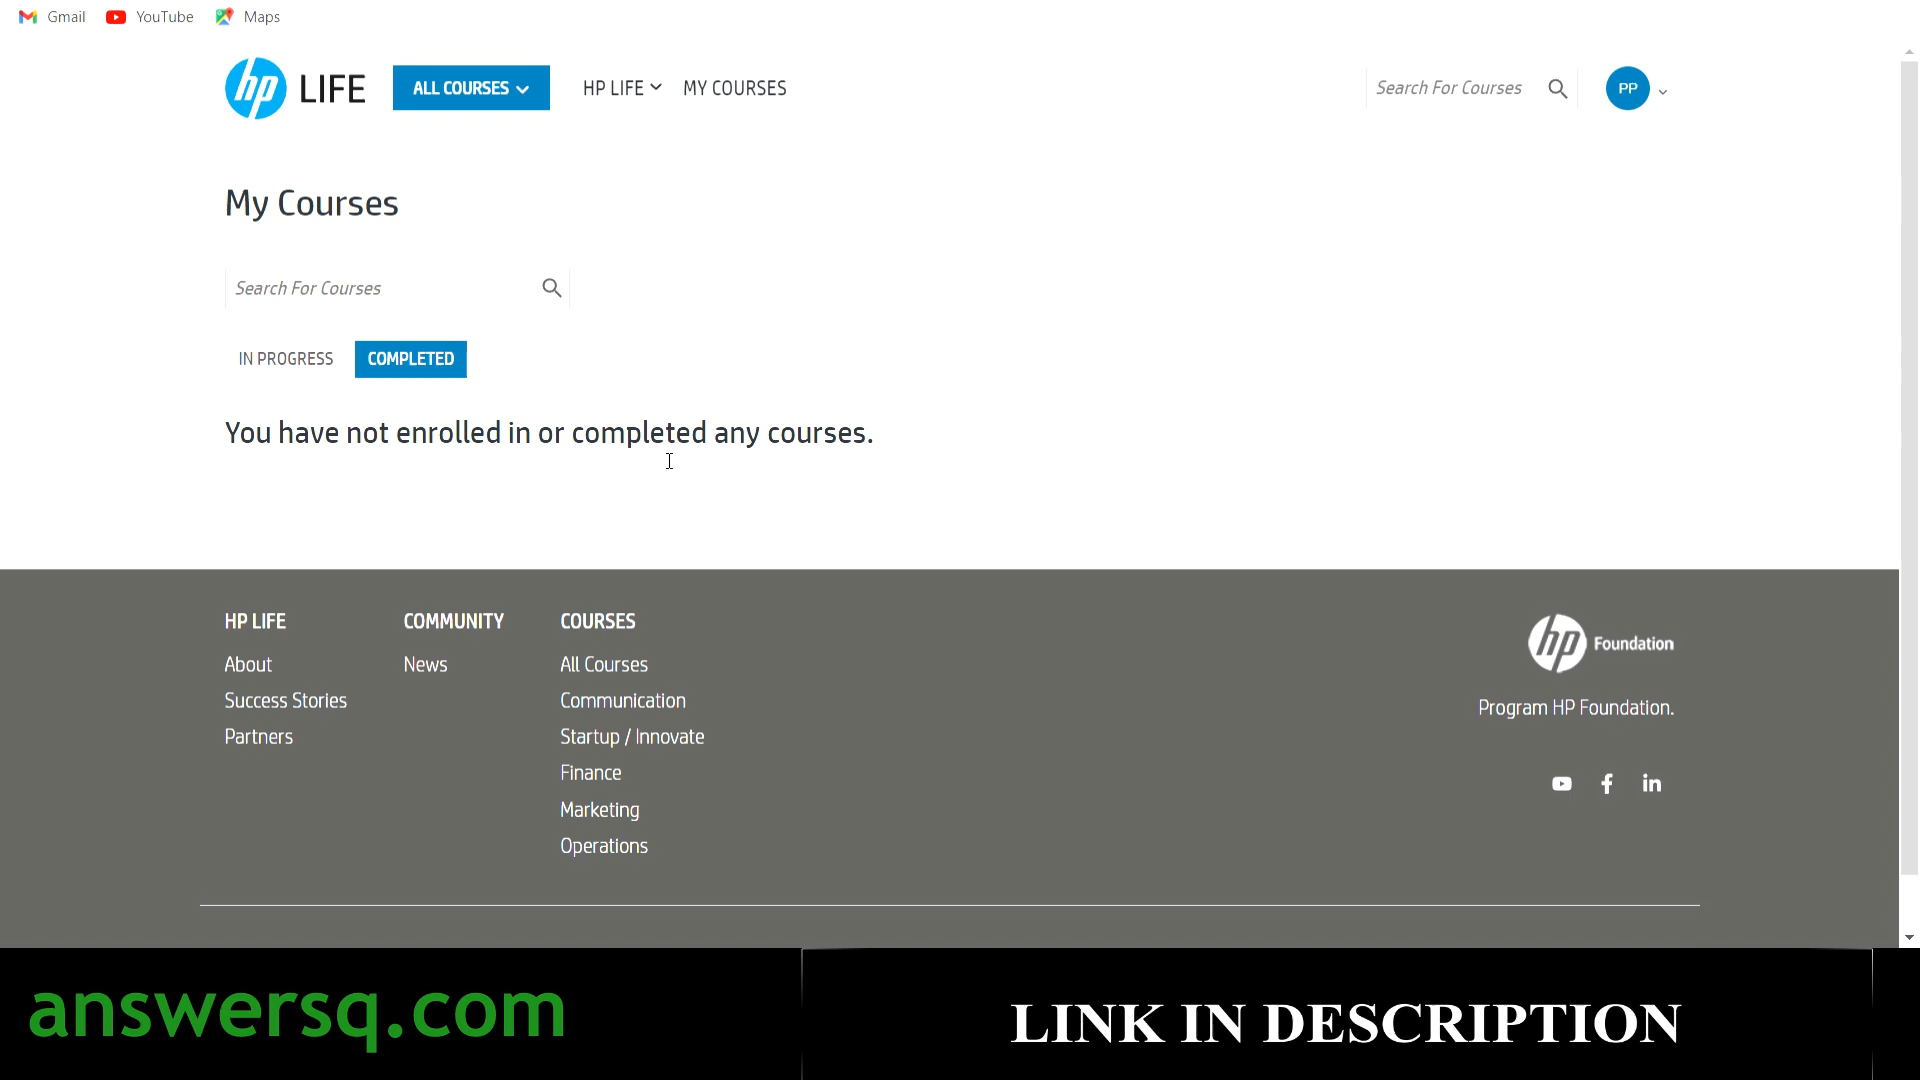 Gmail YouTube Maps
hp LIFE ALL COURSES HP LIFE MY COURSES Search For Courses PP
My Courses
Search For Courses
IN PROGRESS COMPLETED
You have not enrolled in or completed any courses.
HP LIFE COMMUNITY COURSES
hp Foundation
About News All Courses
Success Stories Communication
Program HP Foundation.
Partners Startup / Innovate
Finance
Marketing
Operations
answersq.com LINK IN DESCRIPTION